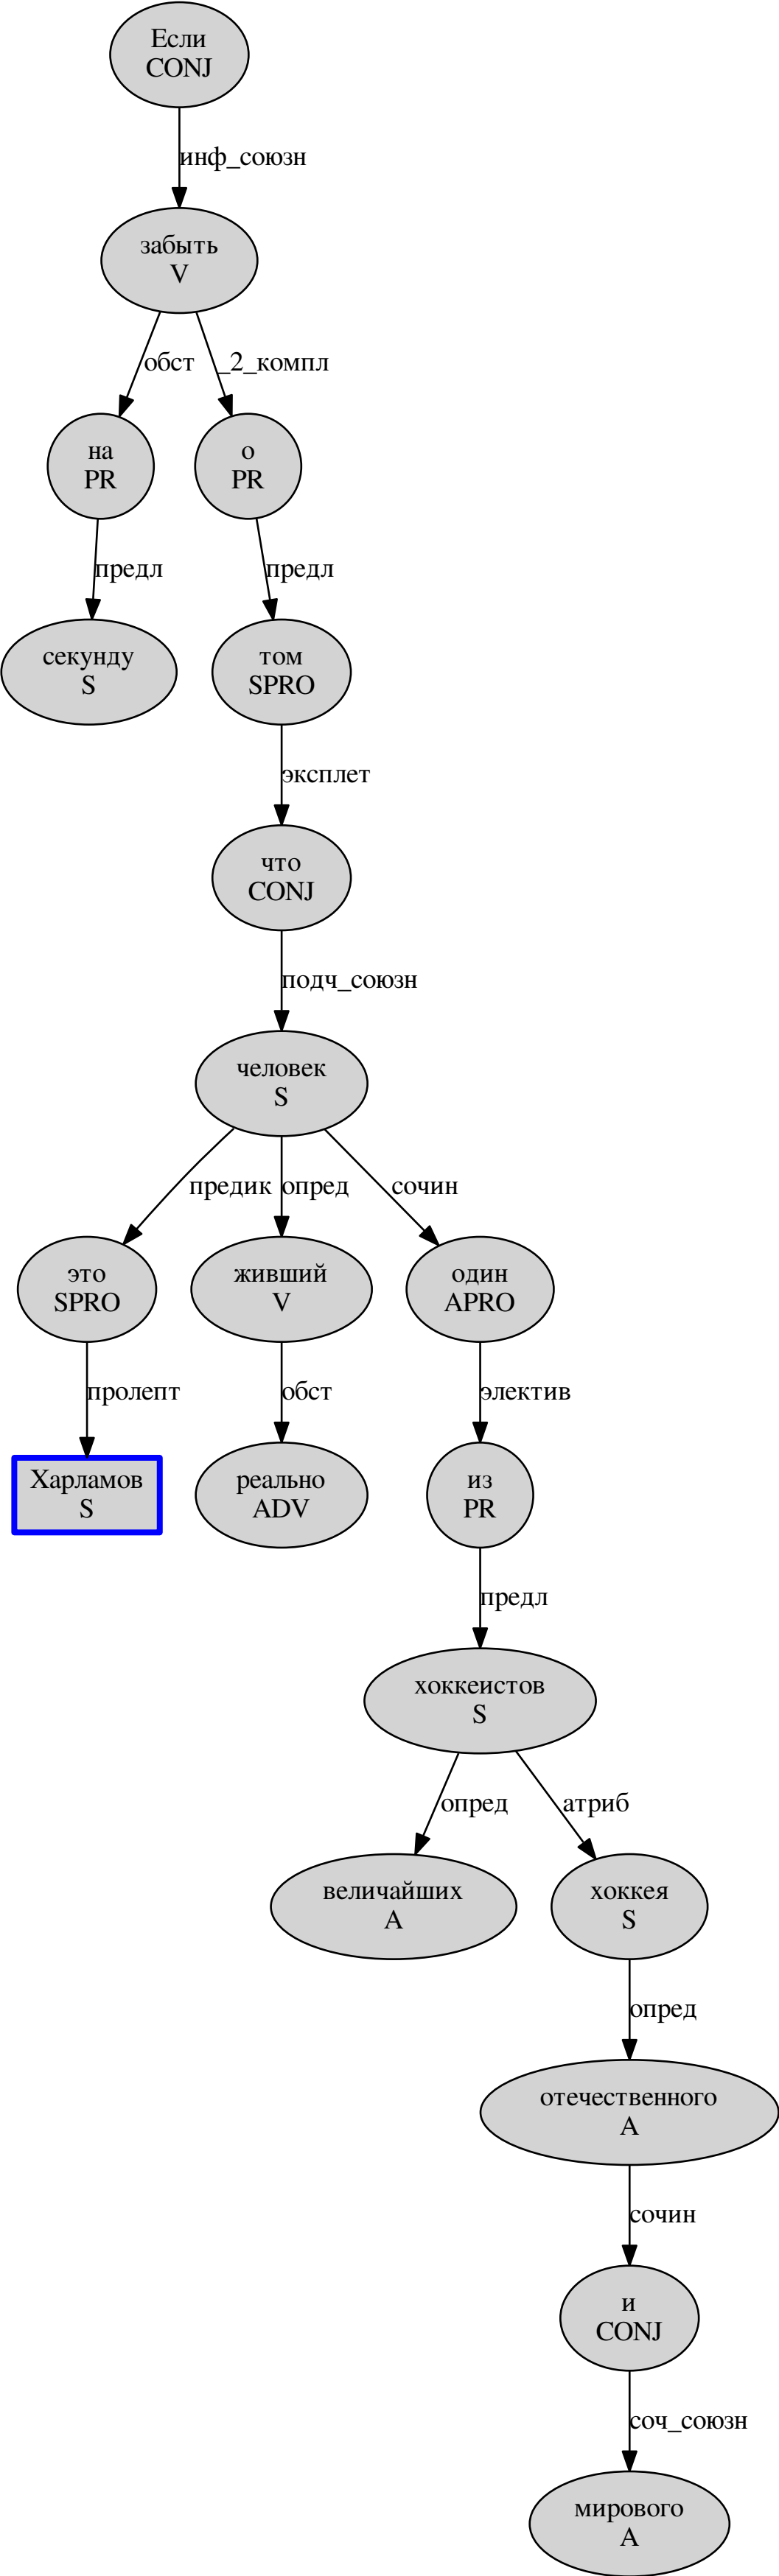 Если
CONJ
инф_союзн
забыть
V
обст
_2_компл
на
PR
о
PR
предл
предл
секунду
S
том
SPRO
эксплет
что
CONJ
подч_союзн
человек
S
предик
опред
сочин
это
SPRO
живший
V
один
APRO
пролепт
обст
электив
Харламов
S
реально
ADV
из
PR
предл
хоккеистов
S
опред
атриб
величайших
A
хоккея
S
опред
отечественного
A
сочин
и
CONJ
соч_союзн
мирового
A